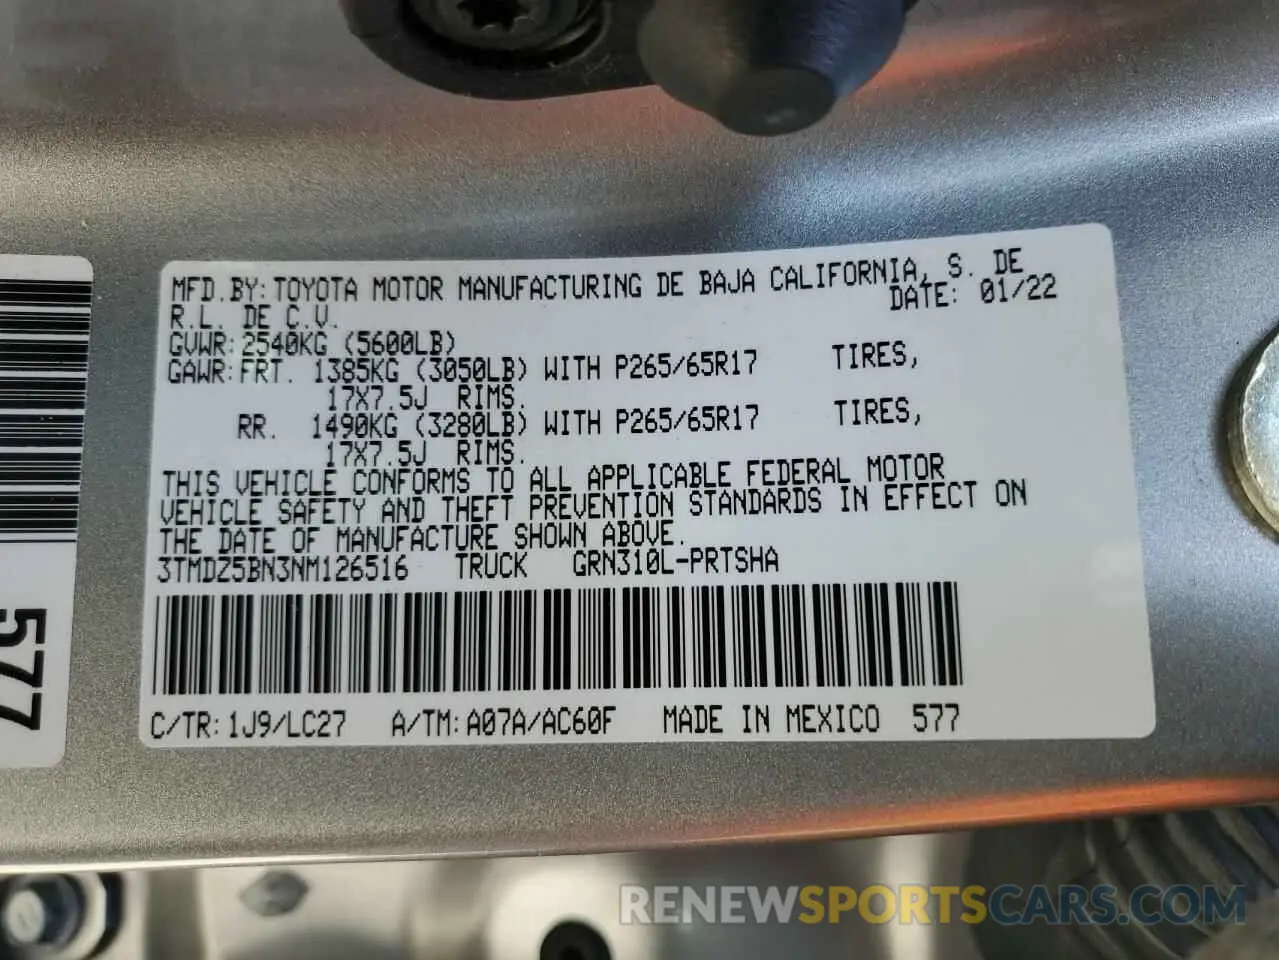 MFD.BY:TOYOTA MOTOR MANUFACTURING DE BAJA CALIFORNIA, S. DE
R.L. DE C.V. DATE: 01/22
GVWR:2540KG (5600LB)
GAWR:FRT. 1385KG (3050LB) WITH P265/65R17 TIRES,
17X7.5J RIMS.
RR. 1490KG (3280LB) WITH P265/65R17 TIRES,
17X7.5J RIMS.
THIS VEHICLE CONFORMS TO ALL APPLICABLE FEDERAL MOTOR
VEHICLE SAFETY AND THEFT PREVENTION STANDARDS IN EFFECT ON
THE DATE OF MANUFACTURE SHOWN ABOVE.
3TMDZ5BN3NM126516 TRUCK GRN310L-PRTSHA
C/TR:1J9/LC27 A/TM:A07A/AC60F MADE IN MEXICO 577
577
RENEWSPORTSCARS.COM